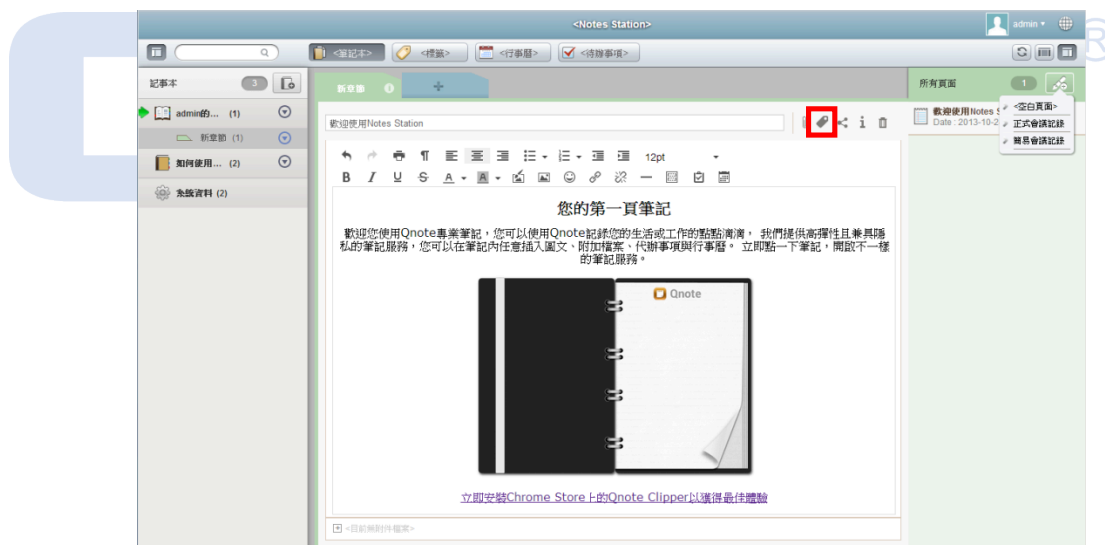 <Notes Station>
admin
®
<筆記本>
<標籤>
<行事曆>
<待辦事項>
記事本 3
admin的... (1)
新章節 (1)
如何使用... (2)
系統資料 (2)
新章節 0
+
歡迎使用Notes Station
12pt
您的第一頁筆記
歡迎您使用Qnote專業筆記，您可以使用Qnote記錄您的生活或工作的點點滴滴， 我們提供高彈性且兼具隱
私的筆記服務，您可以在筆記內任意插入圖文、附加檔案、代辦事項與行事曆。 立即點一下筆記，開啟不一樣
的筆記服務。
Qnote
立即安裝Chrome Store上的Qnote Clipper以獲得最佳體驗
<目前無附件檔案>
所有頁面 1
歡迎使用Notes S
Date : 2013-10-2
<空白頁面>
正式會議記錄
簡易會議記錄